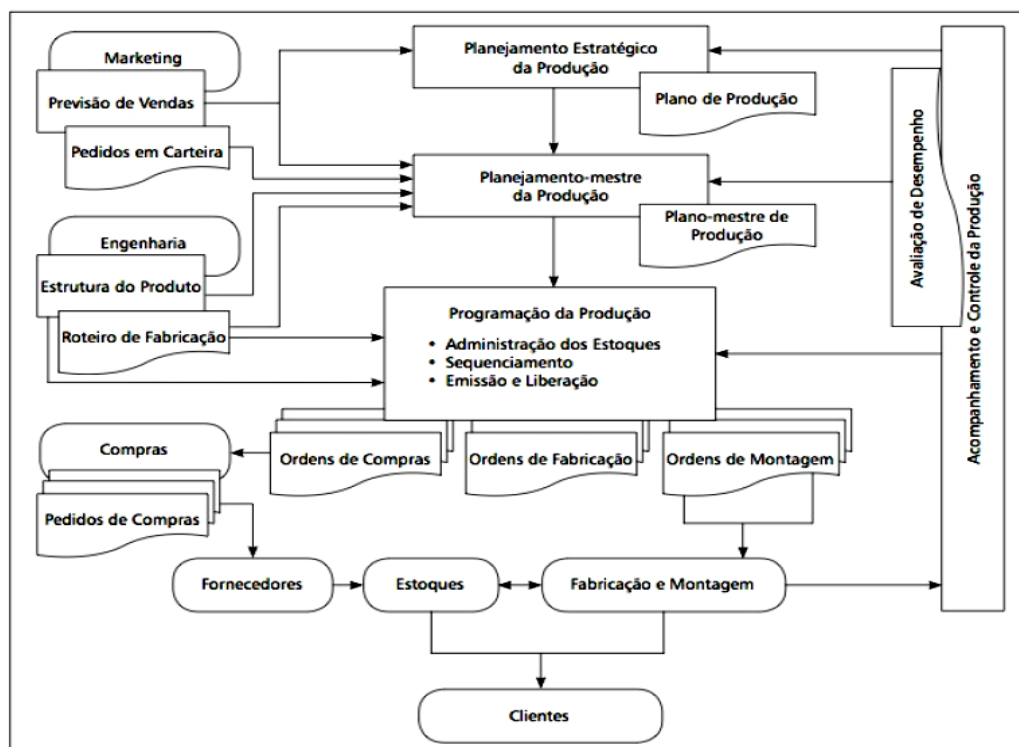 Marketing
Previsão de Vendas
Pedidos em Carteira
Planejamento Estratégico
da Produção
Plano de Produção
Planejamento-mestre
da Produção
Plano-mestre de
Produção
Engenharia
Estrutura do Produto
Roteiro de Fabricação
Programação da Produção
• Administração dos Estoques
• Sequenciamento
• Emissão e Liberação
Avaliação de Desempenho
Acompanhamento e Controle da Produção
Compras
Pedidos de Compras
Ordens de Compras
Ordens de Fabricação
Ordens de Montagem
Fornecedores
Estoques
Fabricação e Montagem
Clientes